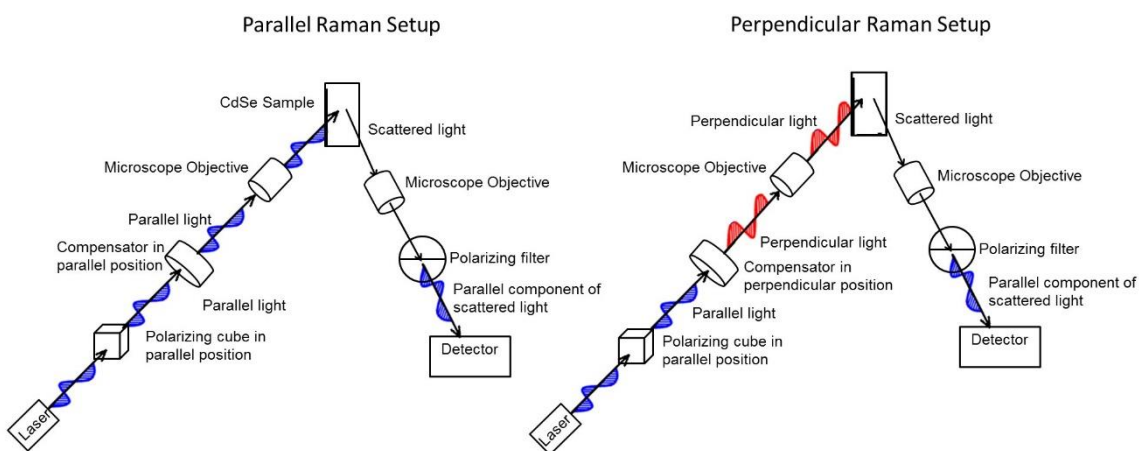 Parallel Raman Setup
CdSe Sample
Scattered light
Microscope Objective
Microscope Objective
Parallel light
Compensator in
parallel position
Polarizing filter
Parallel light
Parallel component of
scattered light
Polarizing cube in
parallel position
Detector
Laser
Perpendicular Raman Setup
Perpendicular light
Scattered light
Microscope Objective
Microscope Objective
Perpendicular light
Polarizing filter
Compensator in
perpendicular position
Parallel component of
scattered light
Parallel light
Polarizing cube in
parallel position
Detector
Laser